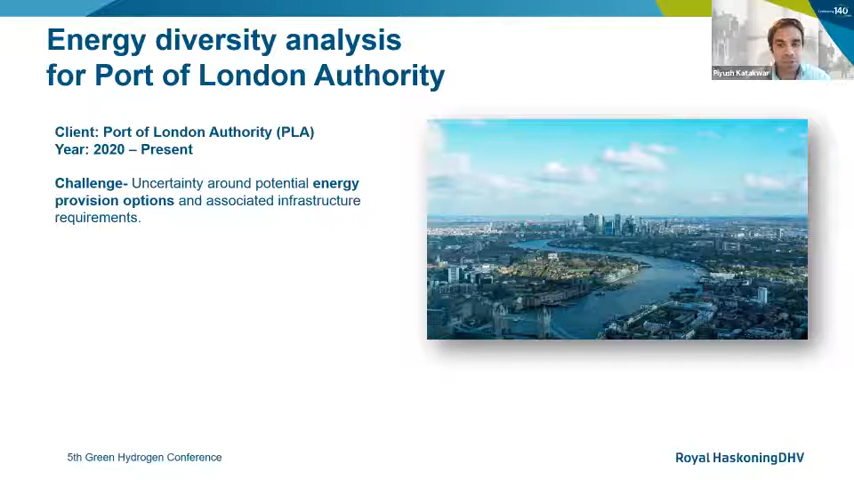 Energy diversity analysis
for Port of London Authority
140
Piyush Katakwar
Client: Port of London Authority (PLA)
Year: 2020 – Present
Challenge- Uncertainty around potential energy
provision options and associated infrastructure
requirements.
5th Green Hydrogen Conference
Royal HaskoningDHV